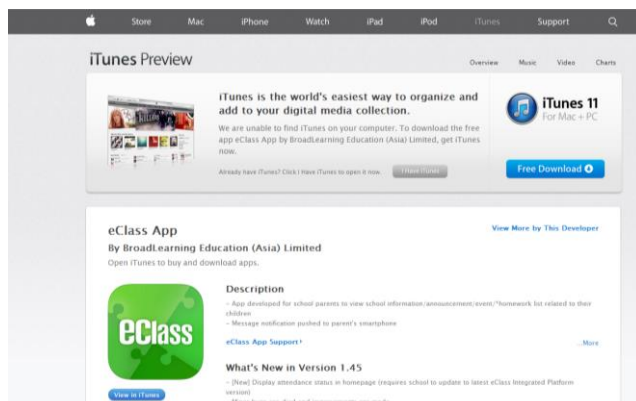 Store Mac iPhone Watch iPad iPod iTunes Support
iTunes Preview
Overview Music Video Charts
iTunes is the world's easiest way to organize and
add to your digital media collection.
We are unable to find iTunes on your computer. To download the free
app eClass App by BroadLearning Education (Asia) Limited, get iTunes
now.
Already have iTunes? Click I Have iTunes to open it now.
I Have iTunes
iTunes 11
For Mac + PC
Free Download
eClass App
View More by This Developer
By BroadLearning Education (Asia) Limited
Open iTunes to buy and download apps.
eClass
View in iTunes
Description
- App developed for school parents to view school information/announcement/event/*homework list related to their
children
- Message notification pushed to parent's smartphone
eClass App Support
...More
What's New in Version 1.45
- [New] Display attendance status in homepage (requires school to update to latest eClass Integrated Platform
version)